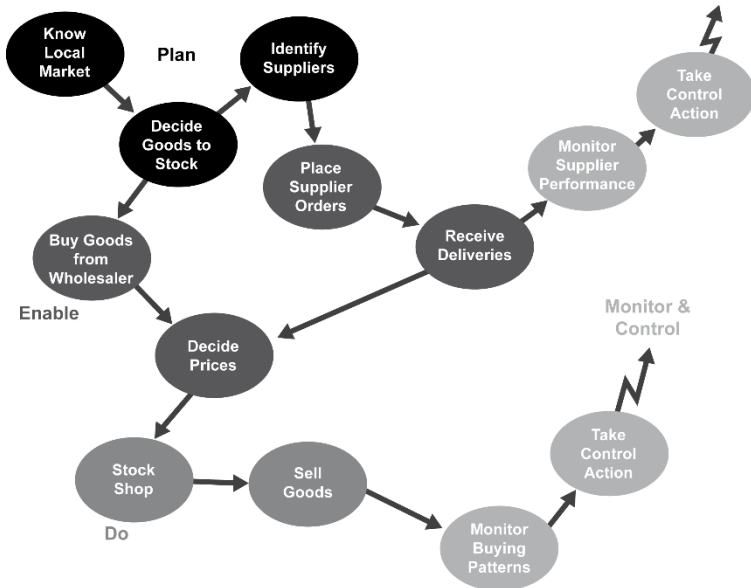 Know
Local
Market
Plan
Identify
Suppliers
Take
Control
Action
Decide
Goods to
Stock
Monitor
Supplier
Performance
Place
Supplier
Orders
Buy Goods
from
Wholesaler
Receive
Deliveries
Enable
Monitor &
Control
Decide
Prices
Take
Control
Action
Stock
Shop
Sell
Goods
Do
Monitor
Buying
Patterns